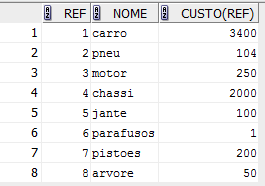 REF NOME CUSTO(REF)
1 1 carro 3400
2 2 pneu 104
3 3 motor 250
4 4 chassi 2000
5 5 jante 100
6 6 parafusos 1
7 7 pistoes 200
8 8 arvore 50